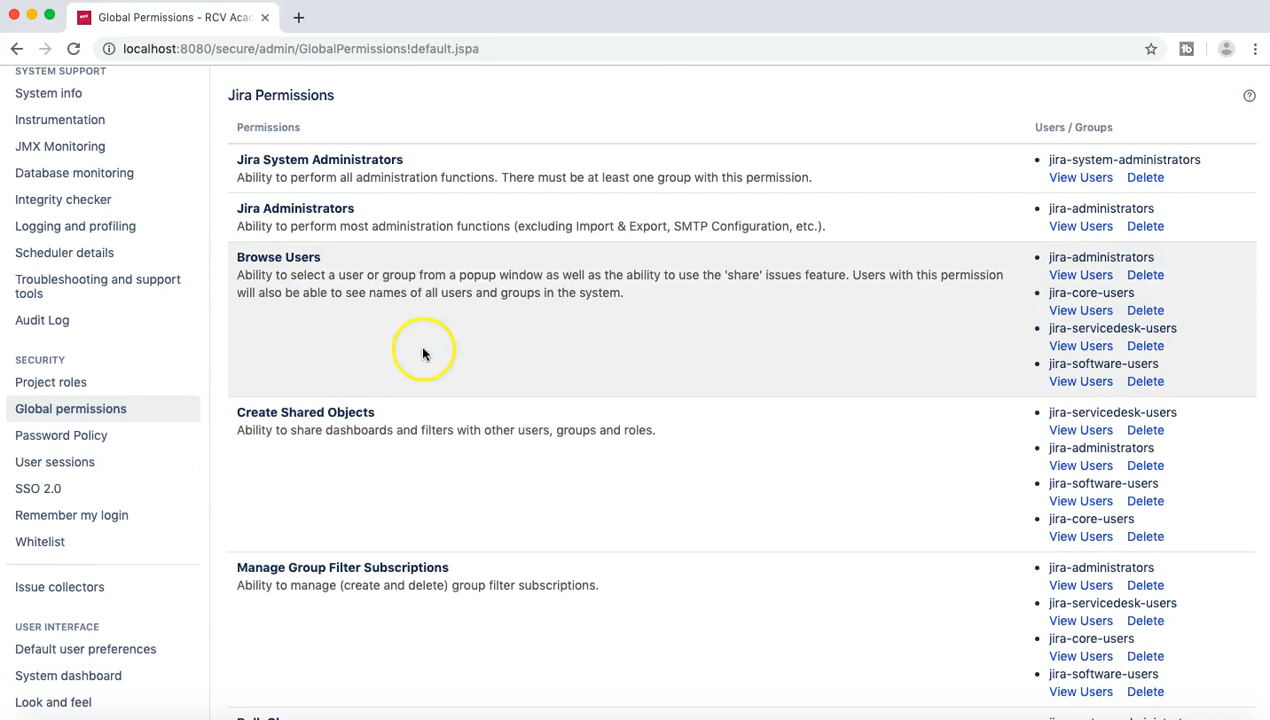 Global Permissions - RCV Aca
localhost:8080/secure/admin/GlobalPermissions!default.jspa
SYSTEM SUPPORT
System info
Instrumentation
JMX Monitoring
Database monitoring
Integrity checker
Logging and profiling
Scheduler details
Troubleshooting and support
tools
Audit Log
SECURITY
Project roles
Global permissions
Password Policy
User sessions
SSO 2.0
Remember my login
Whitelist
Issue collectors
USER INTERFACE
Default user preferences
System dashboard
Look and feel
Jira Permissions
Permissions
Users / Groups
Jira System Administrators
Ability to perform all administration functions. There must be at least one group with this permission.
jira-system-administrators
View Users Delete
Jira Administrators
Ability to perform most administration functions (excluding Import & Export, SMTP Configuration, etc.).
jira-administrators
View Users Delete
Browse Users
Ability to select a user or group from a popup window as well as the ability to use the 'share' issues feature. Users with this permission
will also be able to see names of all users and groups in the system.
jira-administrators
View Users Delete
jira-core-users
View Users Delete
jira-servicedesk-users
View Users Delete
jira-software-users
View Users Delete
Create Shared Objects
Ability to share dashboards and filters with other users, groups and roles.
jira-servicedesk-users
View Users Delete
jira-administrators
View Users Delete
jira-software-users
View Users Delete
jira-core-users
View Users Delete
Manage Group Filter Subscriptions
Ability to manage (create and delete) group filter subscriptions.
jira-administrators
View Users Delete
jira-servicedesk-users
View Users Delete
jira-core-users
View Users Delete
jira-software-users
View Users Delete